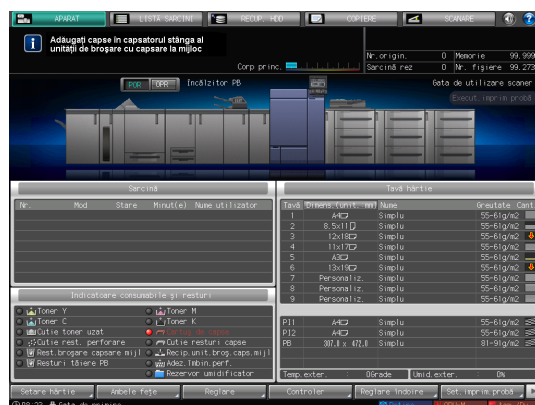 APARAT
LISTA SARCINI
RECUP. HDD
COPIERE
SCANARE
Adăugați capse în capsatorul stânga al
unității de broșare cu capsarea la mijloc
Corp princ.
Nr.origin. 0 Memorie 99.999
Sarcină rez 0 Nr. fișiere 99.273
POR OPR Încălzitor PB
Gata de utilizare scaner
Execut.imprim probă
Sarcină
Nr. Mod Stare Minut(e) Nume utilizator
Tavă hârtie
Tavă Dimens.(unit. mm) Nume Greutate Cant
1 A4 Simplu 55-61g/m2
2 8.5x11 Simplu 55-61g/m2
3 12x18 Simplu 55-61g/m2
4 11x17 Simplu 55-61g/m2
5 A3 Simplu 55-61g/m2
6 13x19 Simplu 55-61g/m2
7 Personaliz. Simplu 55-61g/m2
8 Personaliz. Simplu 55-61g/m2
9 Personaliz. Simplu 55-61g/m2
PI1 A4 Simplu 55-61g/m2
PI2 A4 Simplu 55-61g/m2
PB 307.0 x 472.0 Simplu 81-91g/m2
Indicatoare consumabile și resturi
Toner Y Toner M
Toner C Toner K
Cutie toner uzat Cartuș de capse
Cutie rest. perforare Cutie resturi capse
Rest.broșare capsare mijl Recip.unit.broș.caps.mijl
Resturi tăiere PB Adez.îmbin.perf.
Rezervor umidificator
Temp.exter. 0Grade Umid.exter. 0%
Setare hârtie
Ambele fețe
Reglare
Controler
Reglare îndoire
Set.imprim probă